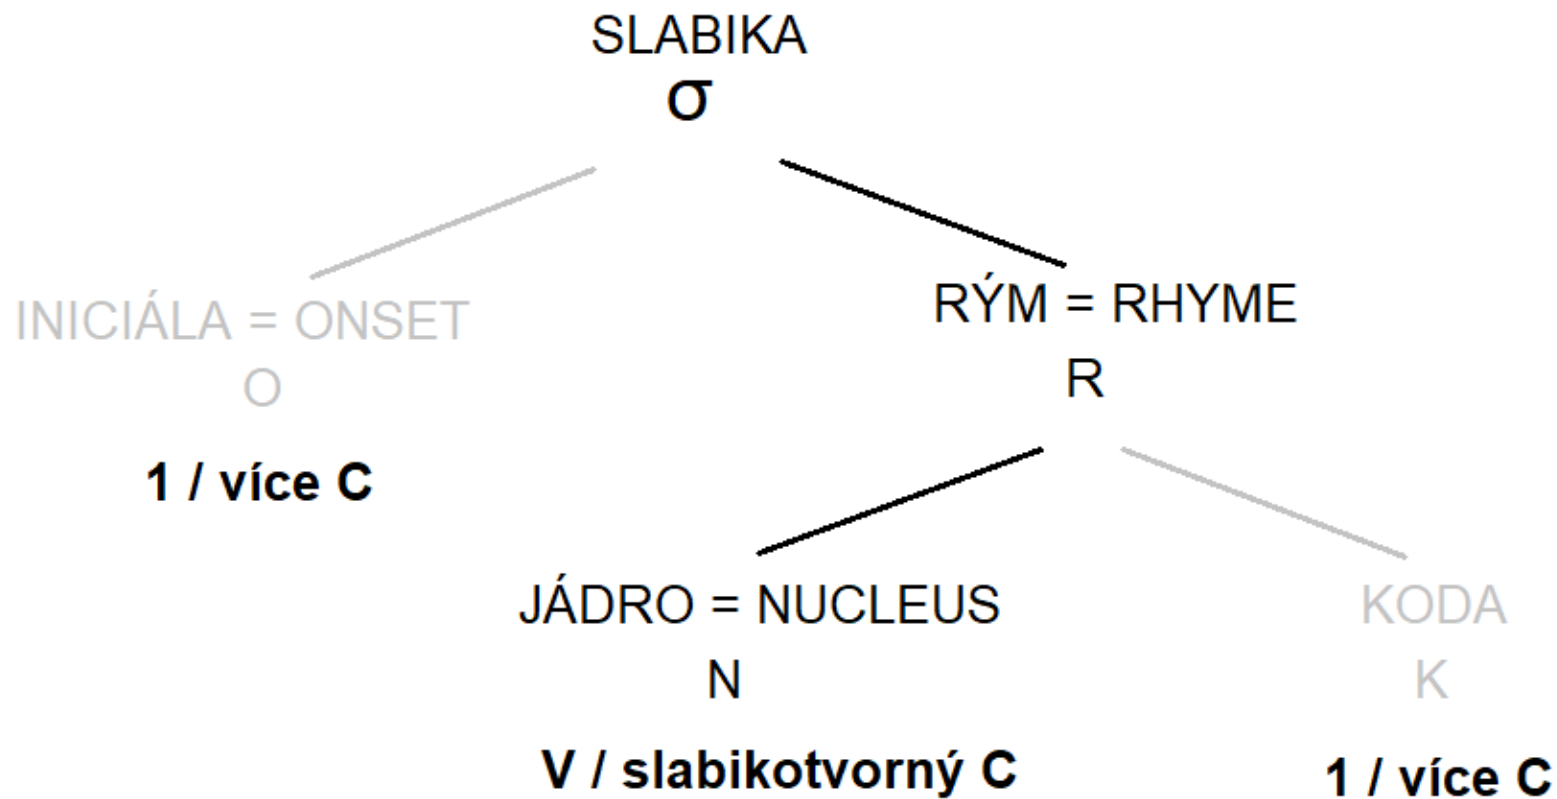 SLABIKA
σ
INICIÁLA = ONSET
O
1 / více C
RÝM = RHYME
R
JÁDRO = NUCLEUS
N
V / slabikotvorný C
KODA
K
1 / více C